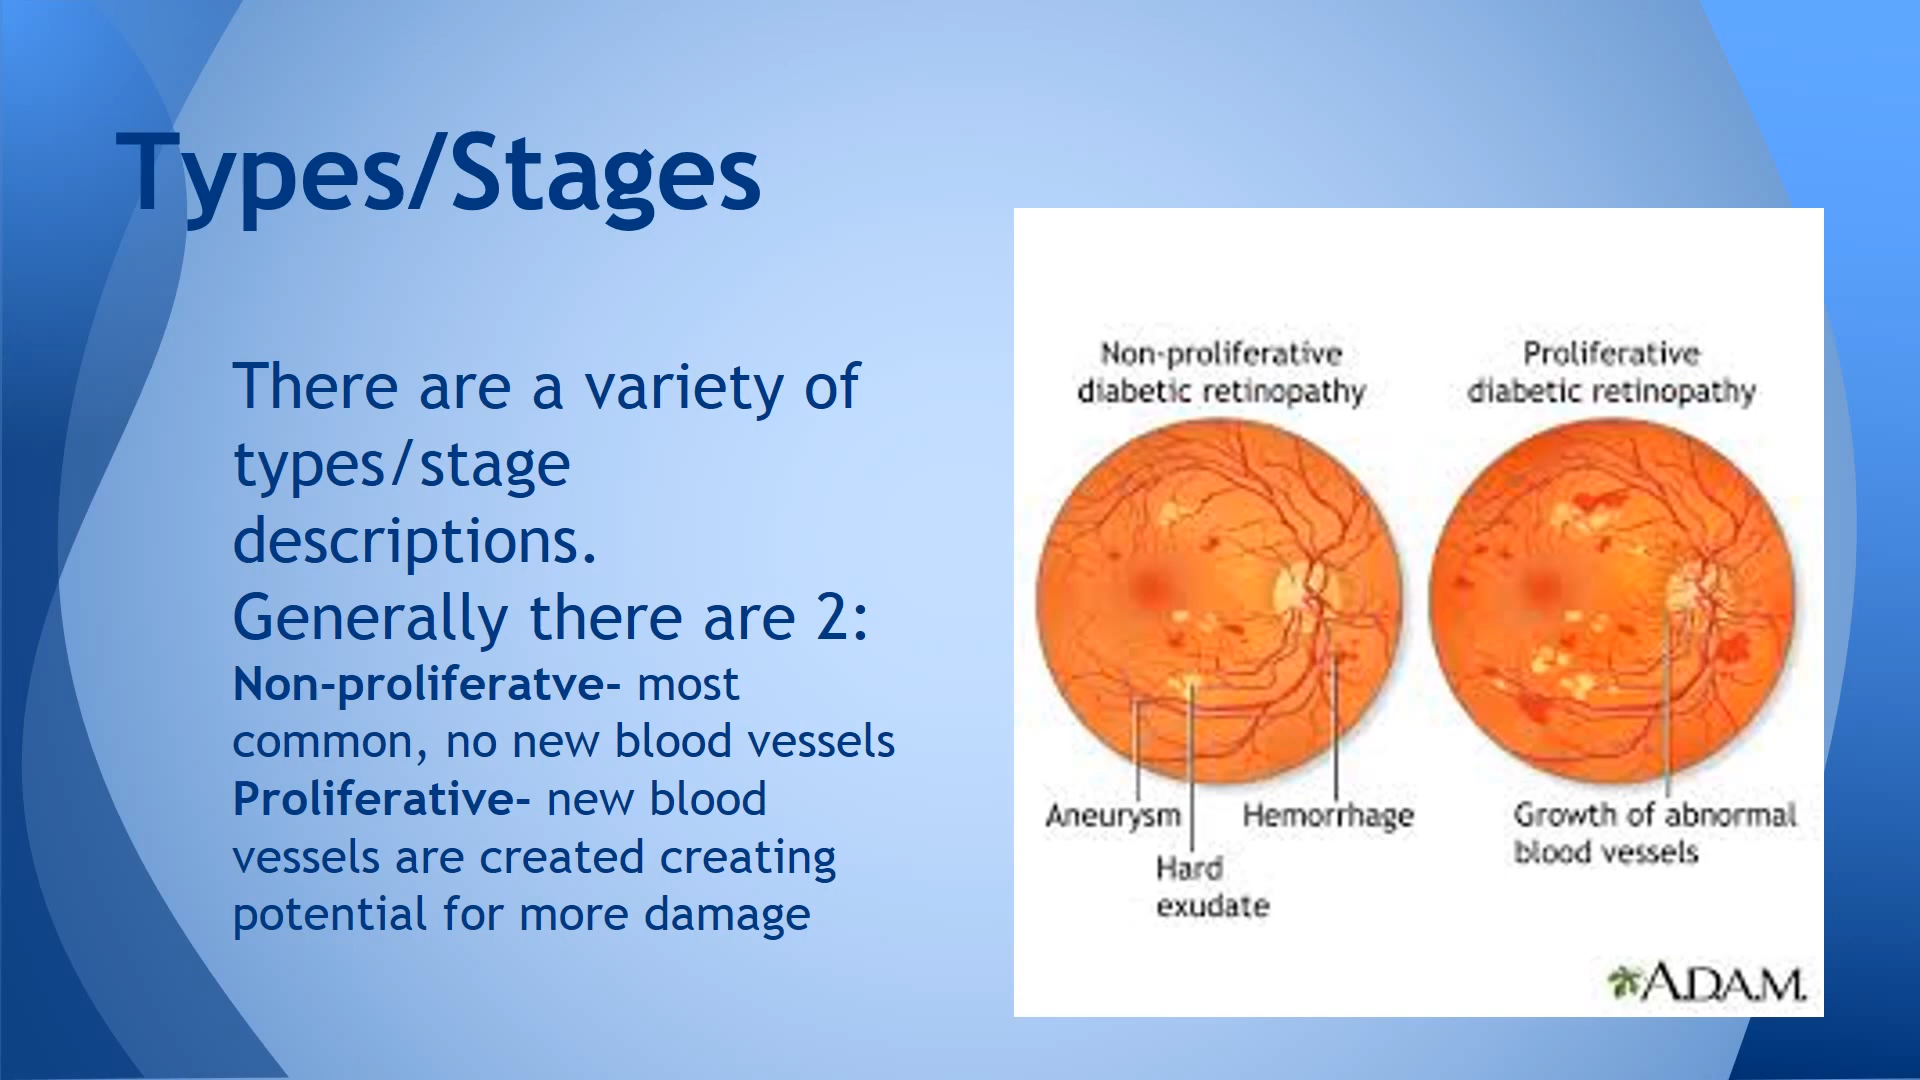 Types/Stages
There are a variety of
types/stage
descriptions.
Generally there are 2:
Non-proliferatve- most
common, no new blood vessels
Proliferative- new blood
vessels are created creating
potential for more damage
Non-proliferative
diabetic retinopathy
Proliferative
diabetic retinopathy
Aneurysm
Hemorrhage
Hard
exudate
Growth of abnormal
blood vessels
A.D.A.M.